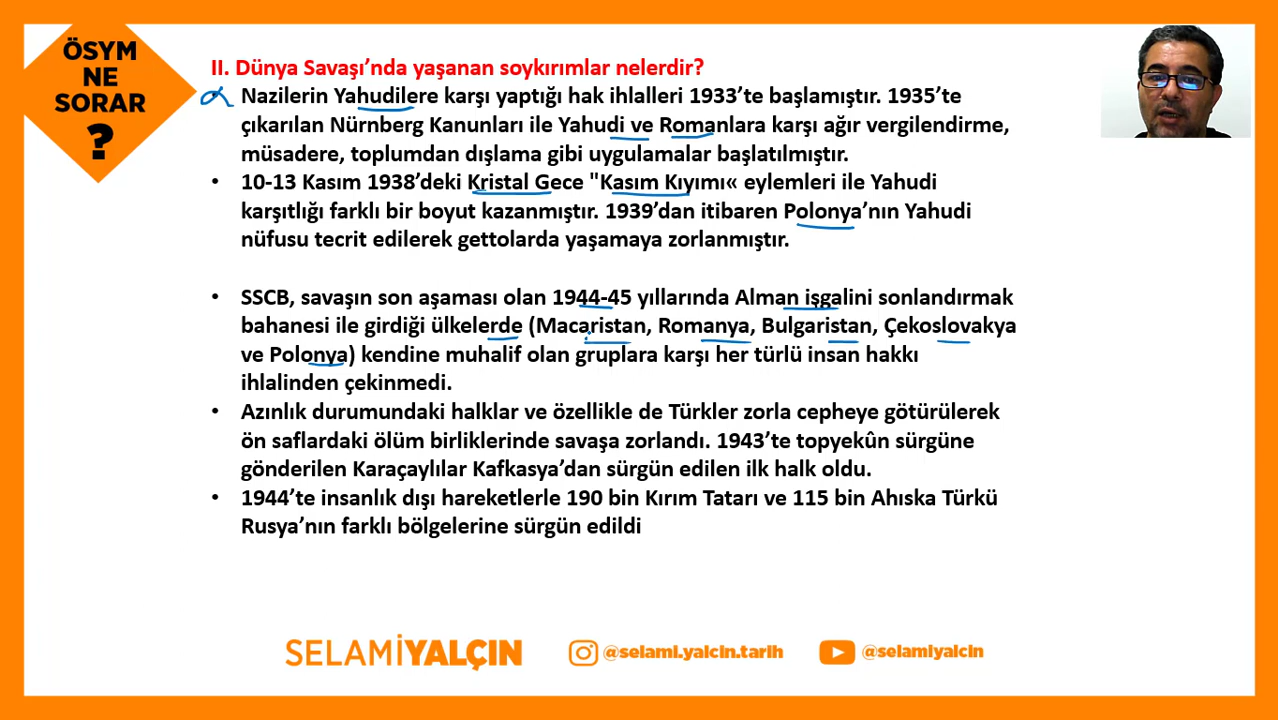 ÖSYM
NE
SORAR
?
II. Dünya Savaşı’nda yaşanan soykırımlar nelerdir?
Nazilerin Yahudilere karşı yaptığı hak ihlalleri 1933’te başlamıştır. 1935’te
çıkarılan Nürnberg Kanunları ile Yahudi ve Romanlara karşı ağır vergilendirme,
müsadere, toplumdan dışlama gibi uygulamalar başlatılmıştır.
• 10-13 Kasım 1938’deki Kristal Gece "Kasım Kıyımı« eylemleri ile Yahudi
karşıtlığı farklı bir boyut kazanmıştır. 1939’dan itibaren Polonya’nın Yahudi
nüfusu tecrit edilerek gettolarda yaşamaya zorlanmıştır.
• SSCB, savaşın son aşaması olan 1944-45 yıllarında Alman işgalini sonlandırmak
bahanesi ile girdiği ülkelerde (Macaristan, Romanya, Bulgaristan, Çekoslovakya
ve Polonya) kendine muhalif olan gruplara karşı her türlü insan hakkı
ihlalinden çekinmedi.
• Azınlık durumundaki halklar ve özellikle de Türkler zorla cepheye götürülerek
ön saflardaki ölüm birliklerinde savaşa zorlandı. 1943’te topyekûn sürgüne
gönderilen Karaçaylılar Kafkasya’dan sürgün edilen ilk halk oldu.
• 1944’te insanlık dışı hareketlerle 190 bin Kırım Tatarı ve 115 bin Ahıska Türkü
Rusya’nın farklı bölgelerine sürgün edildi
SELAMİYALÇIN @selami.yalcin.tarih @selamiyalcin